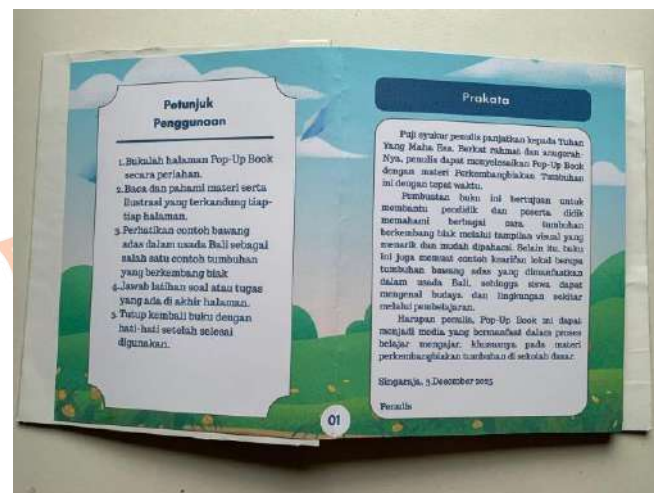 Petunjuk
Penggunaan
1. Bukalah halaman Pop-Up Book
secara perlahan.
2. Baca dan pahami materi serta
ilustrasi yang terkandung tiap-
tiap halaman.
3. Perhatikan contoh bawang
adas dalam usada Bali sebagai
salah satu contoh tumbuhan
yang berkembang biak
4. Jawab latihan soal atau tugas
yang ada di akhir halaman.
5. Tutup kembali buku dengan
hati-hati setelah selesai
digunakan.
Prakata
Puji syukur penulis panjatkan kepada Tuhan
Yang Maha Esa. Berkat rahmat dan anugerah-
Nya, penulis dapat menyelesaikan Pop-Up Book
dengan materi Perkembangbiakan Tumbuhan
ini dengan tepat waktu.
Pembuatan buku ini bertujuan untuk
membantu pendidik dan peserta didik
memahami berbagai cara tumbuhan
berkembang biak melalui tampilan visual yang
menarik dan mudah dipahami. Selain itu, buku
ini juga memuat contoh kearifan lokal berupa
tumbuhan bawang adas yang dimanfaatkan
dalam usada Bali, sehingga siswa dapat
mengenal budaya dan lingkungan sekitar
melalui pembelajaran.
Harapan penulis, Pop-Up Book ini dapat
menjadi media yang bermanfaat dalam proses
belajar mengajar, khususnya pada materi
perkembangbiakan tumbuhan di sekolah dasar.
Singaraja, 3 Desember 2025
Penulis
01